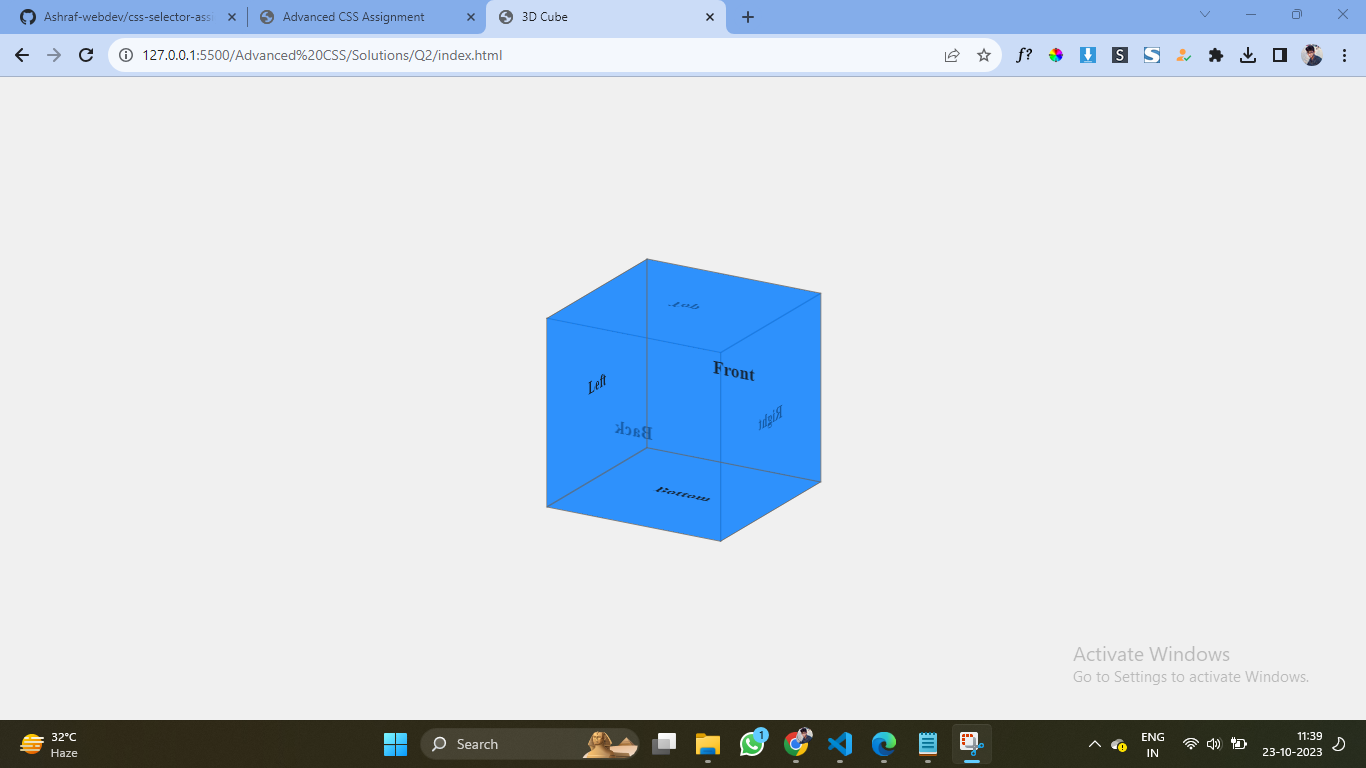 Ashraf-webdev/css-selector-assi
Advanced CSS Assignment
3D Cube
127.0.0.1:5500/Advanced%20CSS/Solutions/Q2/index.html
f?
S
S
Top
Front
Left
Right
Back
Bottom
Activate Windows
Go to Settings to activate Windows.
32°C
Haze
Search
1
ENG
IN
11:39
23-10-2023